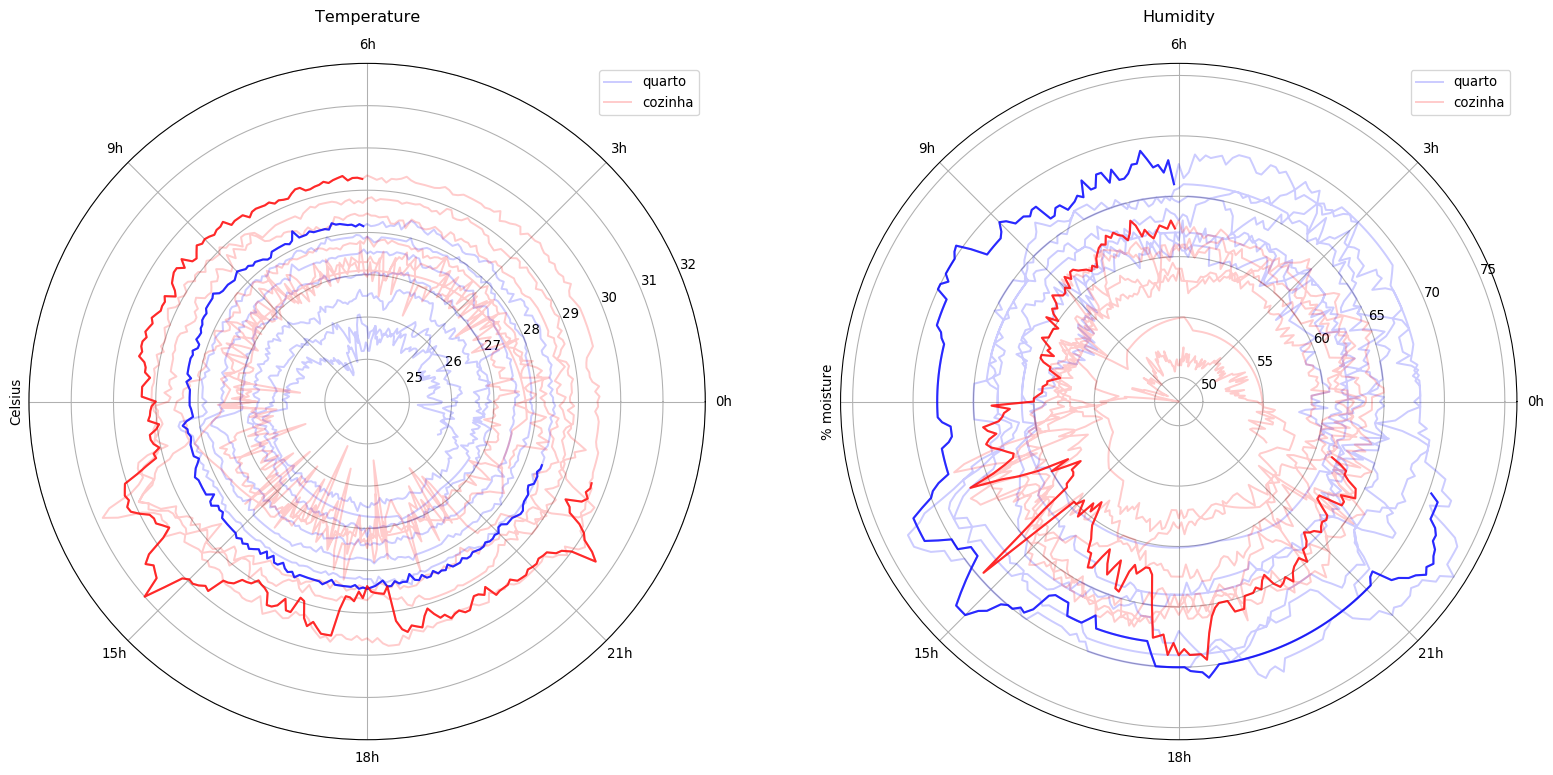 Temperature
6h
quarto
cozinha
9h
3h
32
31
30
29
28
27
26
25
Celsius
0h
15h
21h
18h
Humidity
6h
quarto
cozinha
9h
3h
75
70
65
60
55
50
% moisture
0h
15h
21h
18h